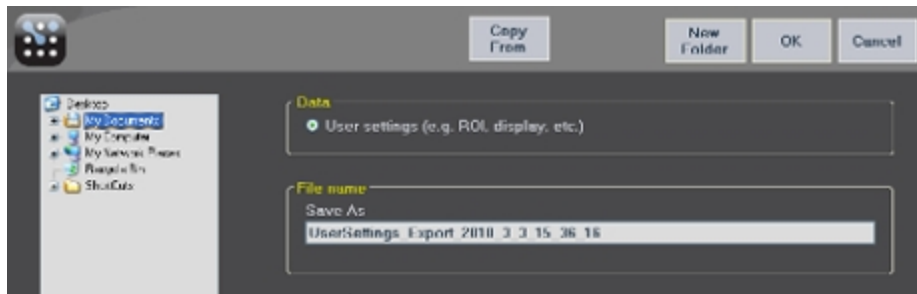 Copy
From
New
Folder
OK
Cancel
Desktop
My Documents
My Computer
My Network Places
Recycle Bin
ShortCuts
Data
User settings (e.g. ROI, display, etc.)
File name
Save As
UserSettings_Export_2010_3_3_15_36_16